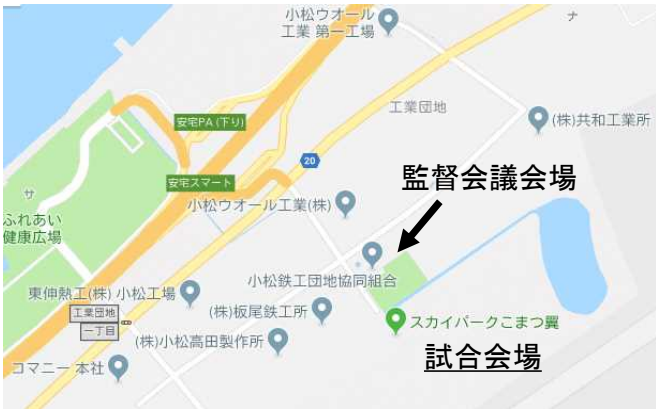 小松ウオール
工業 第一工場
ナ
工業団地
(株)共和工業所
安宅PA (下り)
20
安宅スマート
監督会議会場
サ
小松ウオール工業(株)
ふれあい
健康広場
小松鉄工団地協同組合
東伸熱工(株) 小松工場
工業団地
一丁目
(株)板尾鉄工所
スカイパークこまつ翼
(株)小松高田製作所
試合会場
コマニー 本社